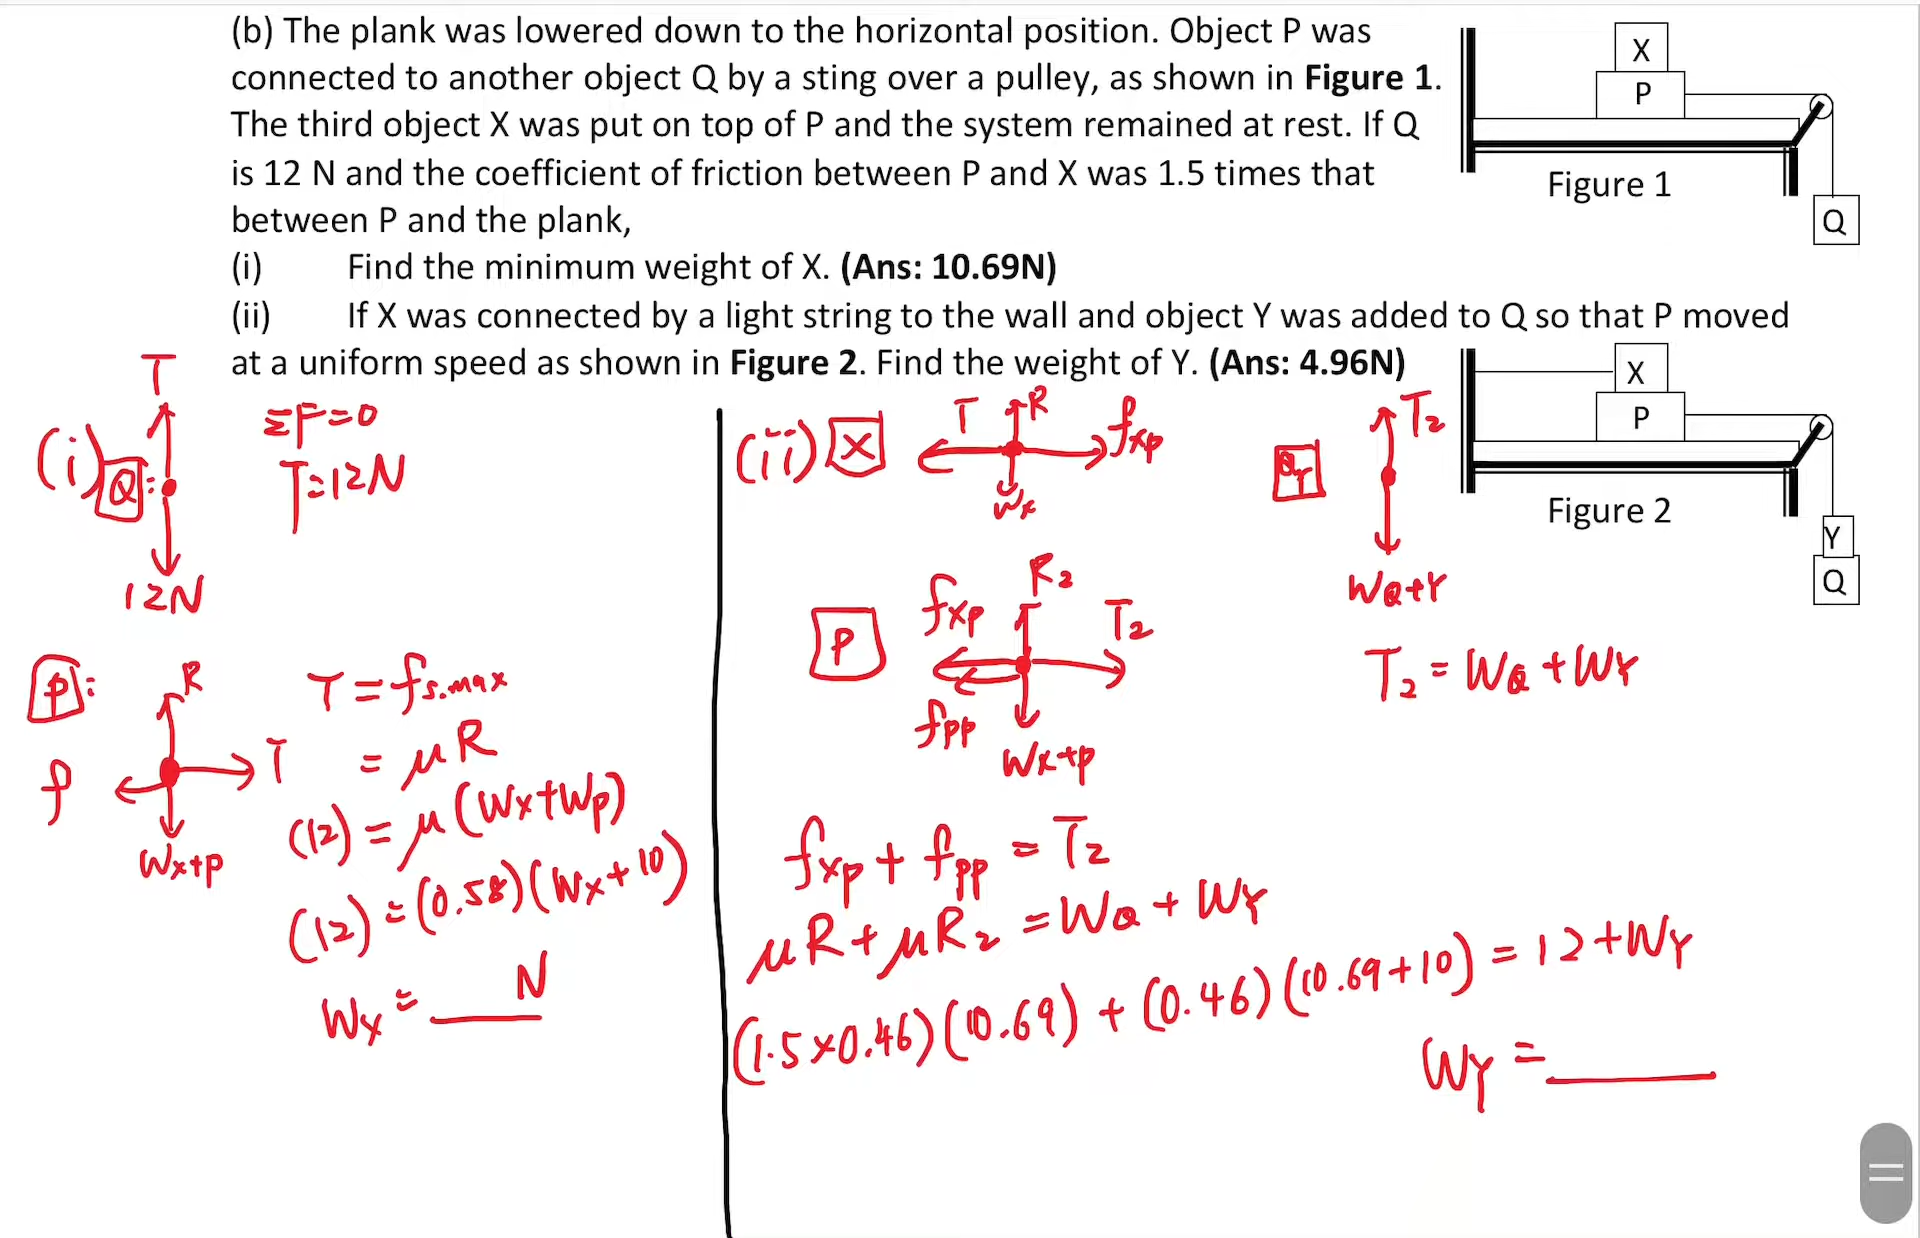 (b) The plank was lowered down to the horizontal position. Object P was
connected to another object Q by a sting over a pulley, as shown in Figure 1.
The third object X was put on top of P and the system remained at rest. If Q
is 12 N and the coefficient of friction between P and X was 1.5 times that
between P and the plank,
(i) Find the minimum weight of X. (Ans: 10.69N)
(ii) If X was connected by a light string to the wall and object Y was added to Q so that P moved
at a uniform speed as shown in Figure 2. Find the weight of Y. (Ans: 4.96N)
X
P
Figure 1
Q
X
P
Figure 2
Y
Q
(i) Q:
T
12N
ΣF=0
T=12N
P:
R
f
T
Wx+p
T = fs.max
= μR
(12) = μ(Wx+Wp)
(12) = (0.58)(Wx+10)
Wx = ____ N
(ii) X
T
R
fxp
Wx
P
fxp
R2
T2
fpp
Wx+p
QY
T2
WQ+Y
T2 = WQ + WY
fxp + fpp = T2
μR + μR2 = WQ + WY
(1.5×0.46)(10.69) + (0.46)(10.69+10) = 12+WY
WY = ____